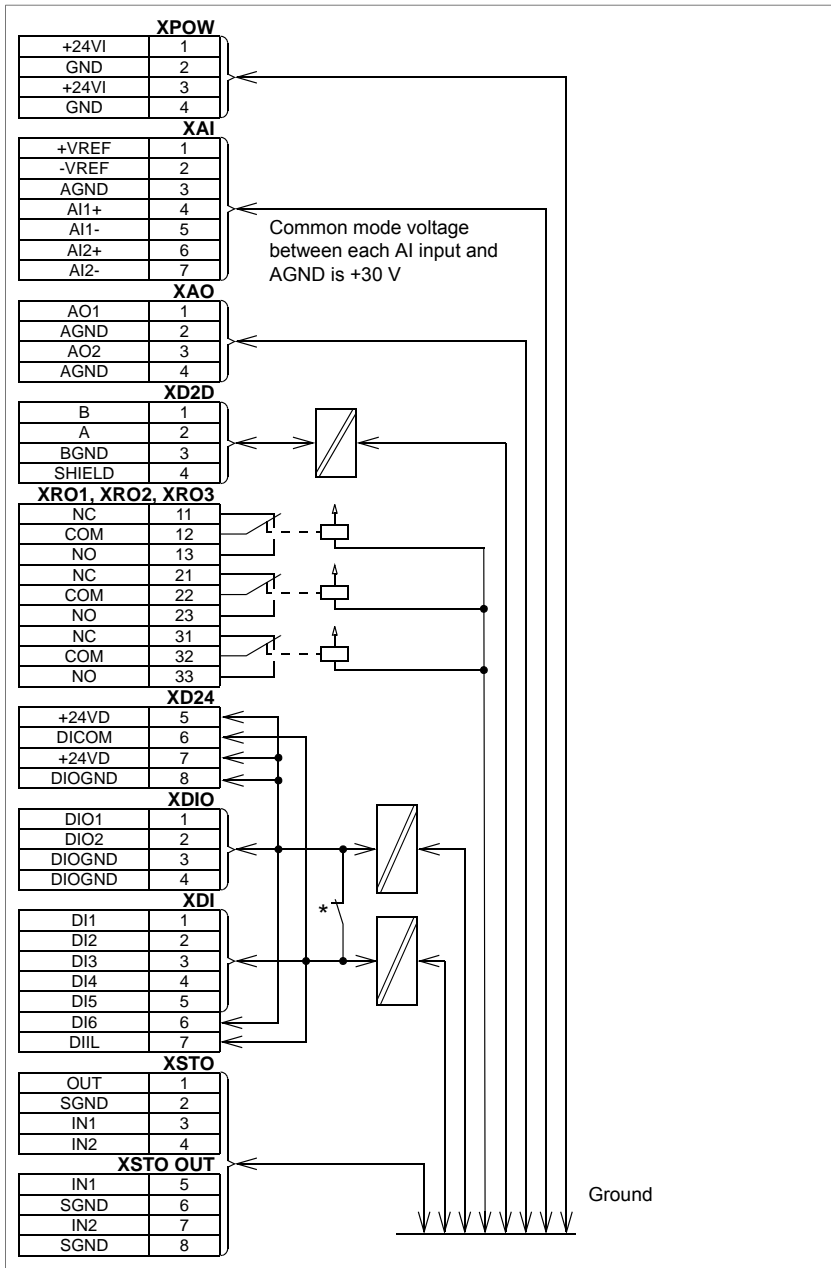 XPOW
+24VI 1
GND 2
+24VI 3
GND 4
XAI
+VREF 1
-VREF 2
AGND 3
AI1+ 4
AI1- 5
AI2+ 6
AI2- 7
Common mode voltage
between each AI input and
AGND is +30 V
XAO
AO1 1
AGND 2
AO2 3
AGND 4
XD2D
B 1
A 2
BGND 3
SHIELD 4
XRO1, XRO2, XRO3
NC 11
COM 12
NO 13
NC 21
COM 22
NO 23
NC 31
COM 32
NO 33
XD24
+24VD 5
DICOM 6
+24VD 7
DIOGND 8
XDIO
DIO1 1
DIO2 2
DIOGND 3
DIOGND 4
XDI
*
DI1 1
DI2 2
DI3 3
DI4 4
DI5 5
DI6 6
DIIL 7
XSTO
OUT 1
SGND 2
IN1 3
IN2 4
XSTO OUT
IN1 5
SGND 6
IN2 7
SGND 8
Ground